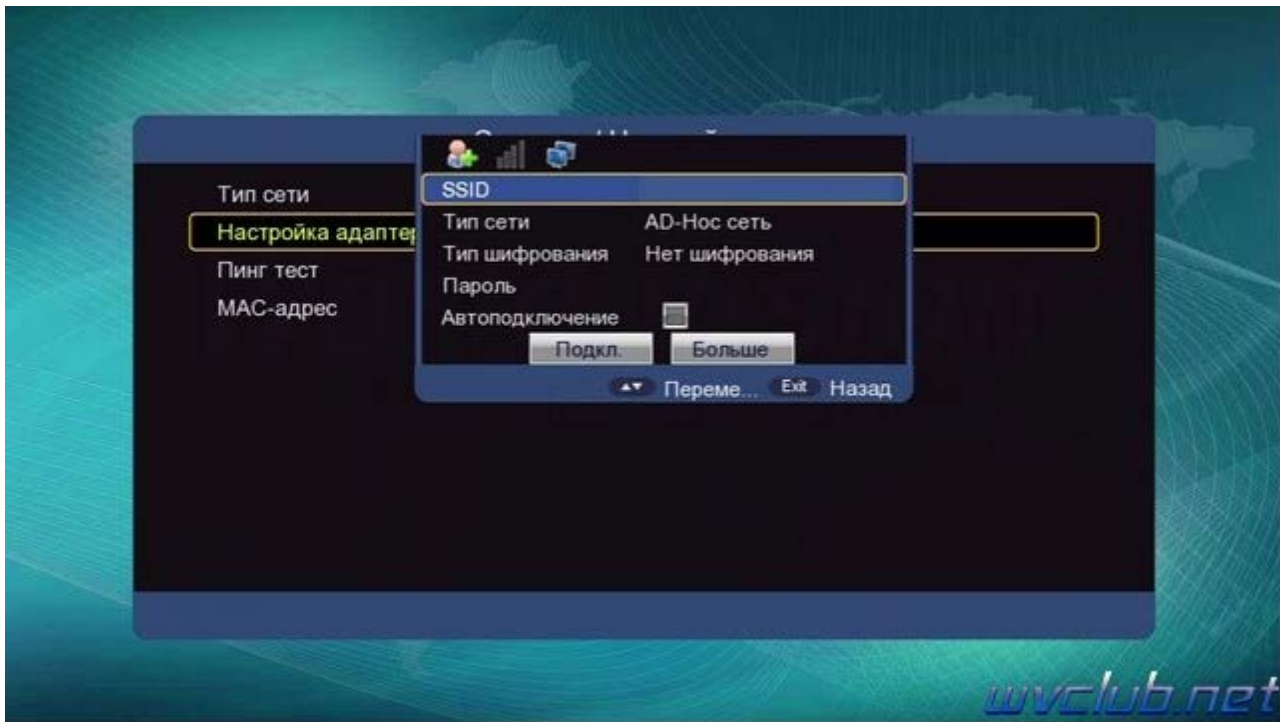 Тип сети
Настройка адаптер
Пинг тест
MAC-адрес
SSID
Тип сети AD-Hoc сеть
Тип шифрования Нет шифрования
Пароль
Автоподключение
Подкл. Больше
Переме... Exit Назад
wvclub.net